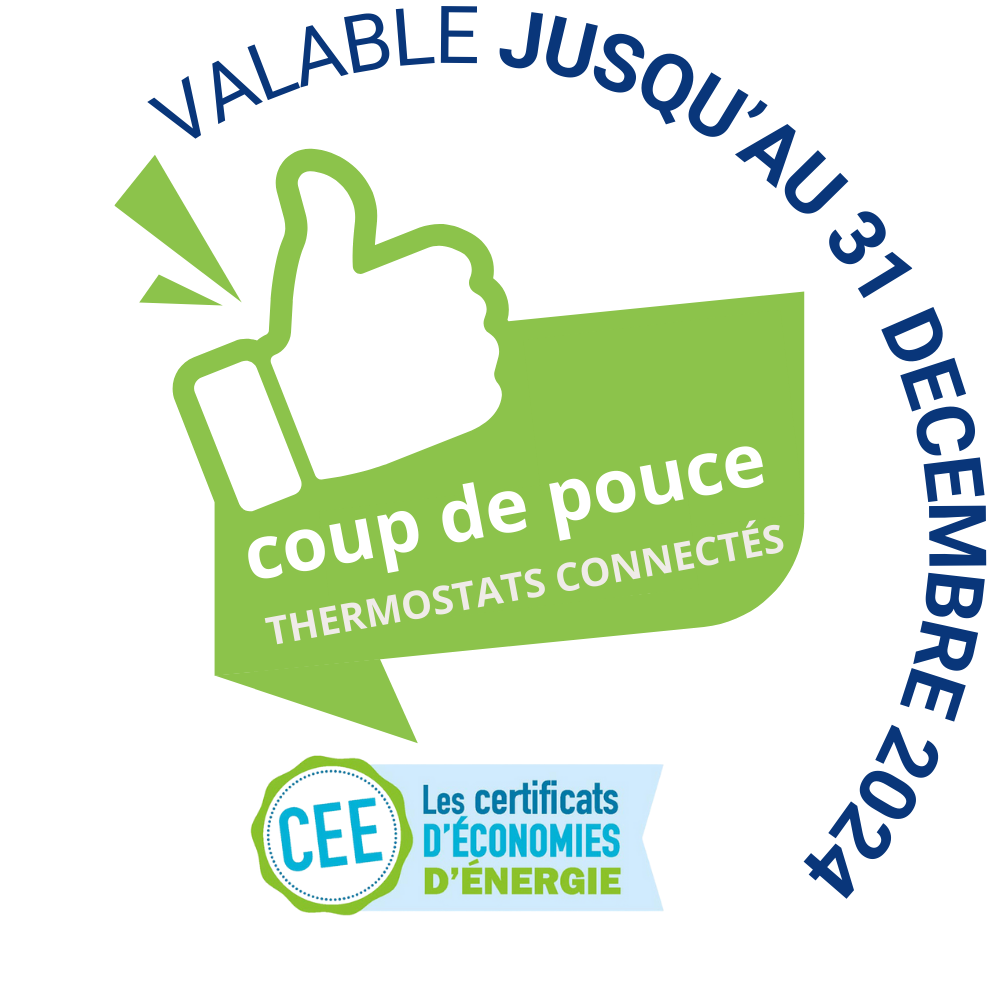 VALABLE JUSQU’AU 31 DECEMBRE 2024
coup de pouce
THERMOSTATS CONNECTÉS
CEE
Les certificats
D’ÉCONOMIES
D’ÉNERGIE